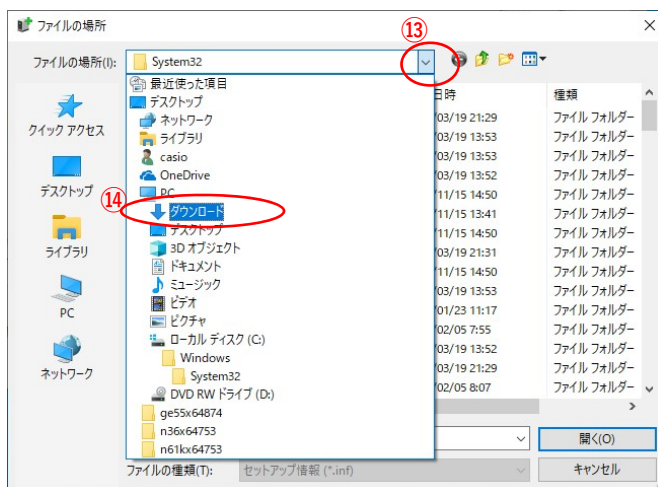 ファイルの場所
⑬
ファイルの場所(I):
System32
最近使った項目
デスクトップ
ネットワーク
ライブラリ
casio
OneDrive
PC
⑭
ダウンロード
デスクトップ
3D オブジェクト
ドキュメント
ミュージック
ビデオ
ピクチャ
ローカル ディスク (C:)
Windows
System32
DVD RW ドライブ (D:)
ge55x64874
n36x64753
n61kx64753
クイック アクセス
デスクトップ
ライブラリ
PC
ネットワーク
日時 種類
/03/19 21:29 ファイル フォルダー
/03/19 13:53 ファイル フォルダー
/03/19 13:53 ファイル フォルダー
/03/19 13:52 ファイル フォルダー
/11/15 14:50 ファイル フォルダー
/11/15 13:41 ファイル フォルダー
/11/15 14:50 ファイル フォルダー
/03/19 21:31 ファイル フォルダー
/11/15 14:50 ファイル フォルダー
/03/19 13:53 ファイル フォルダー
/01/23 11:17 ファイル フォルダー
/02/05 7:55 ファイル フォルダー
/03/19 13:52 ファイル フォルダー
/03/19 21:29 ファイル フォルダー
/02/05 8:07 ファイル フォルダー
開く(O)
ファイルの種類(T): セットアップ情報 (*.inf) キャンセル